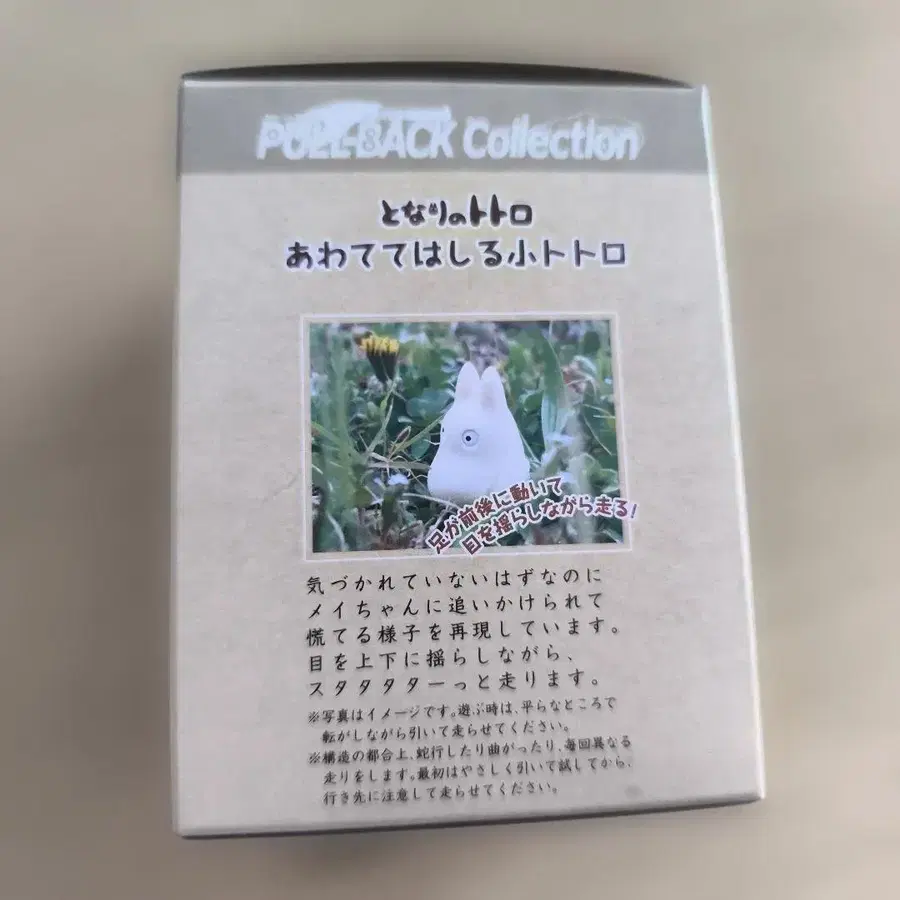 PULL-BACK Collection
となりのトトロ
あわててはしる小トトロ
足が前後に動いて
目を揺らしながら走る!
気づかれていないはずなのに
メイちゃんに追いかけられて
慌てる様子を再現しています。
目を上下に揺らしながら、
スタタタターっと走ります。
※写真はイメージです。遊ぶ時は、平らなところで
転がしながら引いて走らせてください。
※構造の都合上、蛇行したり曲がったり、毎回異なる
走りをします。最初はやさしく引いて試してから、
行き先に注意して走らせてください。